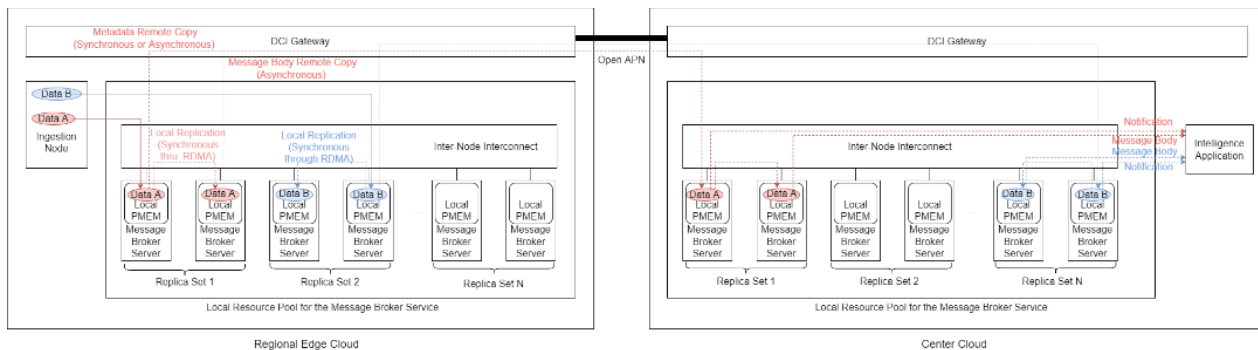 Metadata Remote Copy
(Synchronous or Asynchronous)
DCI Gateway
Message Body Remote Copy
(Asynchronous)
Data B
Data A
Ingestion
Node
Local Replication
(Synchronous
thru. RDMA)
Local Replication
(Synchronous
through RDMA)
Inter Node Interconnect
Data A
Local
PMEM
Message
Broker
Server
Data A
Local
PMEM
Message
Broker
Server
Data B
Local
PMEM
Message
Broker
Server
Data B
Local
PMEM
Message
Broker
Server
Local
PMEM
Message
Broker
Server
Local
PMEM
Message
Broker
Server
Replica Set 1
Replica Set 2
Replica Set N
Local Resource Pool for the Message Broker Service
Regional Edge Cloud
Open APN
DCI Gateway
Notification
Message Body
Message Body
Notification
Intelligence
Application
Inter Node Interconnect
Data A
Local
PMEM
Message
Broker
Server
Data A
Local
PMEM
Message
Broker
Server
Local
PMEM
Message
Broker
Server
Local
PMEM
Message
Broker
Server
Data B
Local
PMEM
Message
Broker
Server
Data B
Local
PMEM
Message
Broker
Server
Replica Set 1
Replica Set 2
Replica Set N
Local Resource Pool for the Message Broker Service
Center Cloud